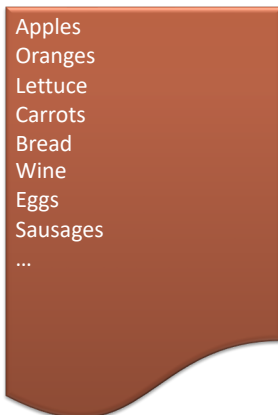 Apples
Oranges
Lettuce
Carrots
Bread
Wine
Eggs
Sausages
...